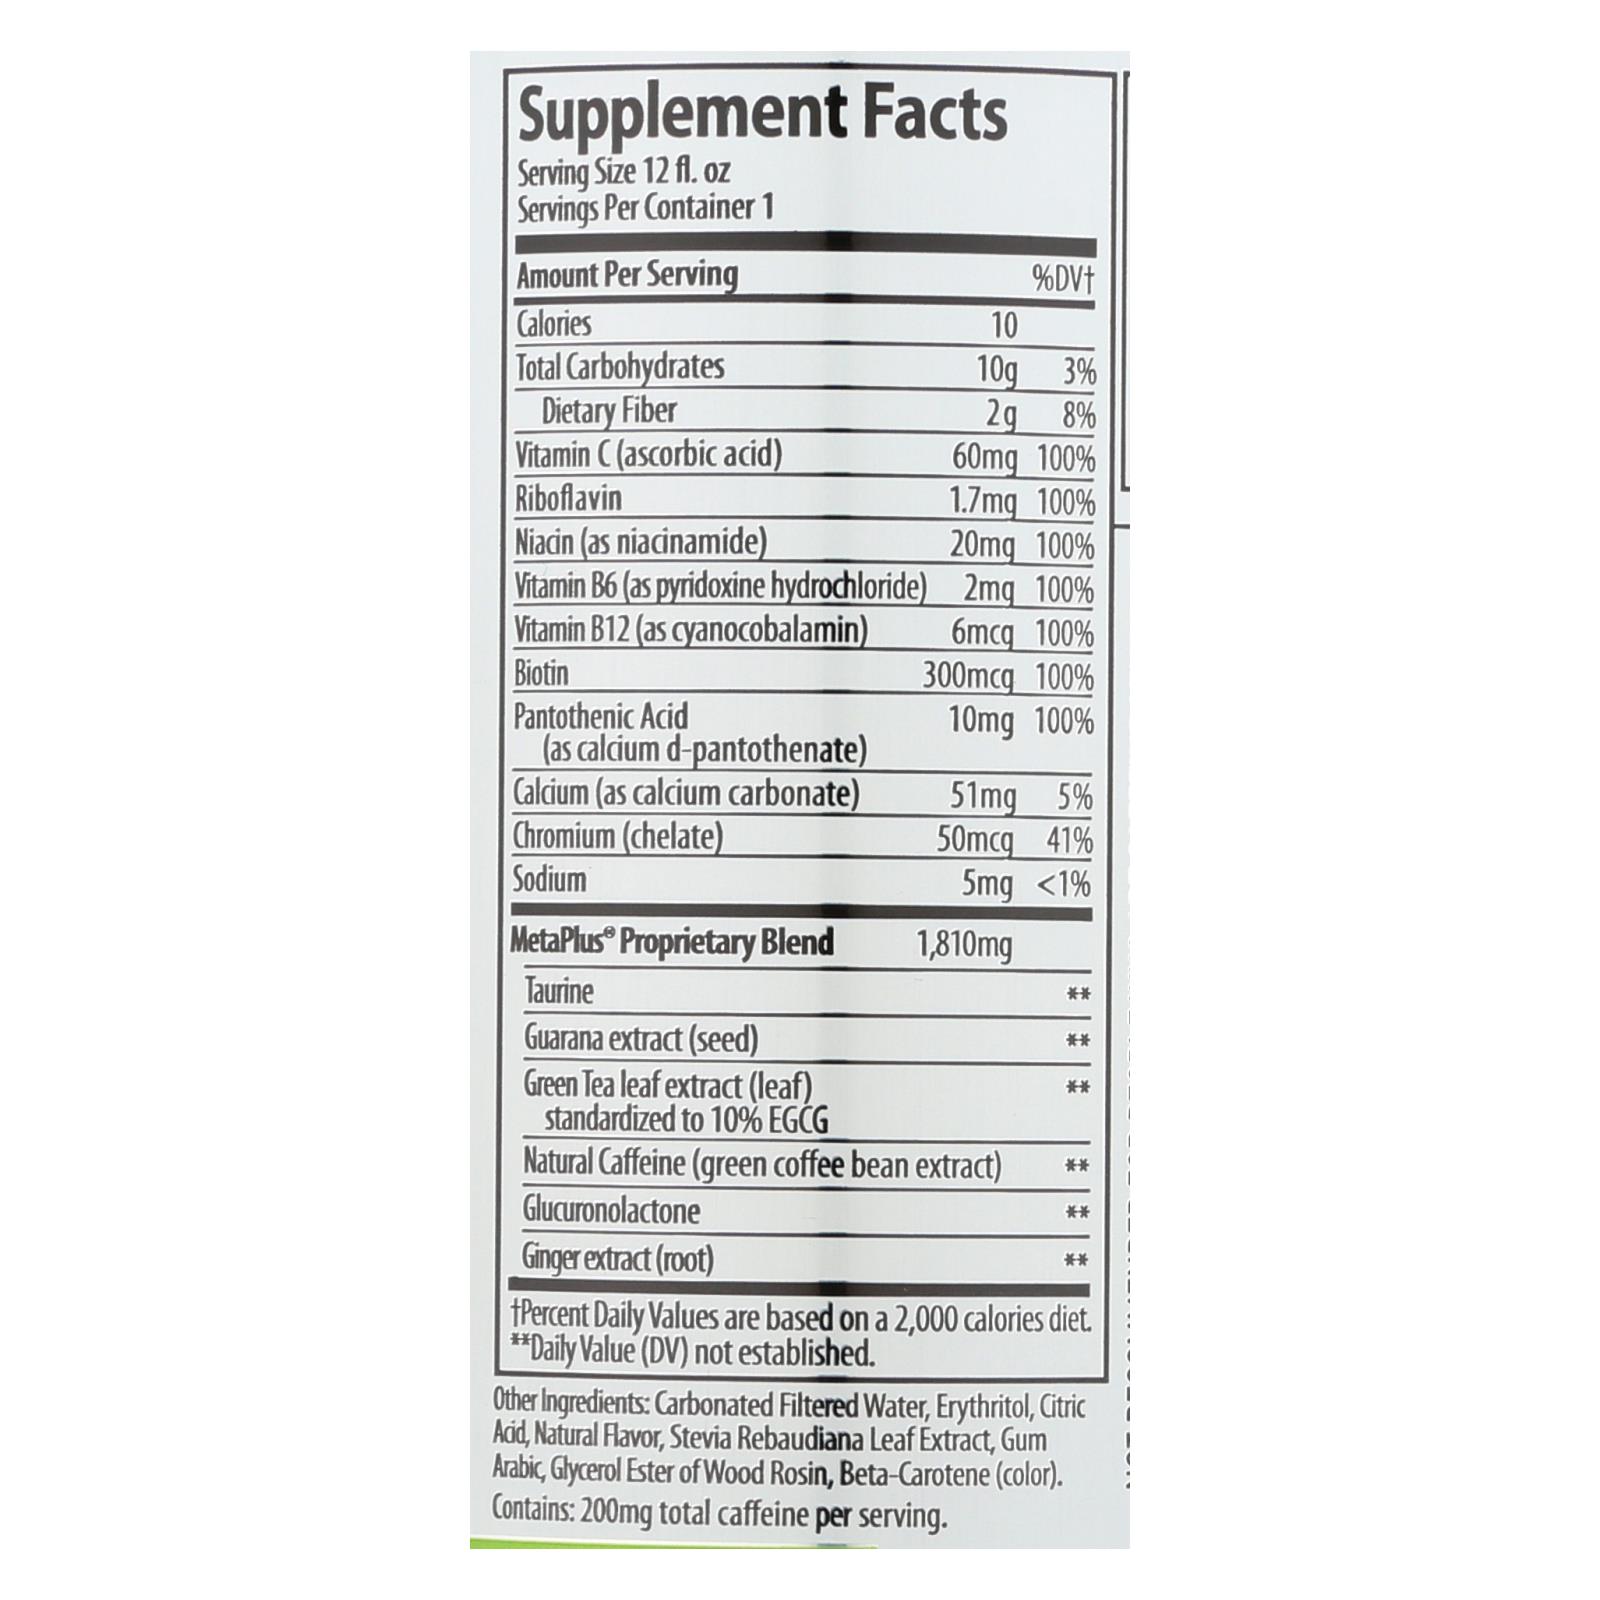 Supplement Facts
Serving Size 12 fl. oz
Servings Per Container 1
Amount Per Serving %DV†
Calories 10
Total Carbohydrates 10g 3%
Dietary Fiber 2g 8%
Vitamin C (ascorbic acid) 60mg 100%
Riboflavin 1.7mg 100%
Niacin (as niacinamide) 20mg 100%
Vitamin B6 (as pyridoxine hydrochloride) 2mg 100%
Vitamin B12 (as cyanocobalamin) 6mcg 100%
Biotin 300mcg 100%
Pantothenic Acid 10mg 100%
(as calcium d-pantothenate)
Calcium (as calcium carbonate) 51mg 5%
Chromium (chelate) 50mcg 41%
Sodium 5mg <1%
MetaPlus® Proprietary Blend 1,810mg
Taurine **
Guarana extract (seed) **
Green Tea leaf extract (leaf) **
standardized to 10% EGCG
Natural Caffeine (green coffee bean extract) **
Glucuronolactone **
Ginger extract (root) **
†Percent Daily Values are based on a 2,000 calories diet.
**Daily Value (DV) not established.
Other Ingredients: Carbonated Filtered Water, Erythritol, Citric
Acid, Natural Flavor, Stevia Rebaudiana Leaf Extract, Gum
Arabic, Glycerol Ester of Wood Rosin, Beta-Carotene (color).
Contains: 200mg total caffeine per serving.